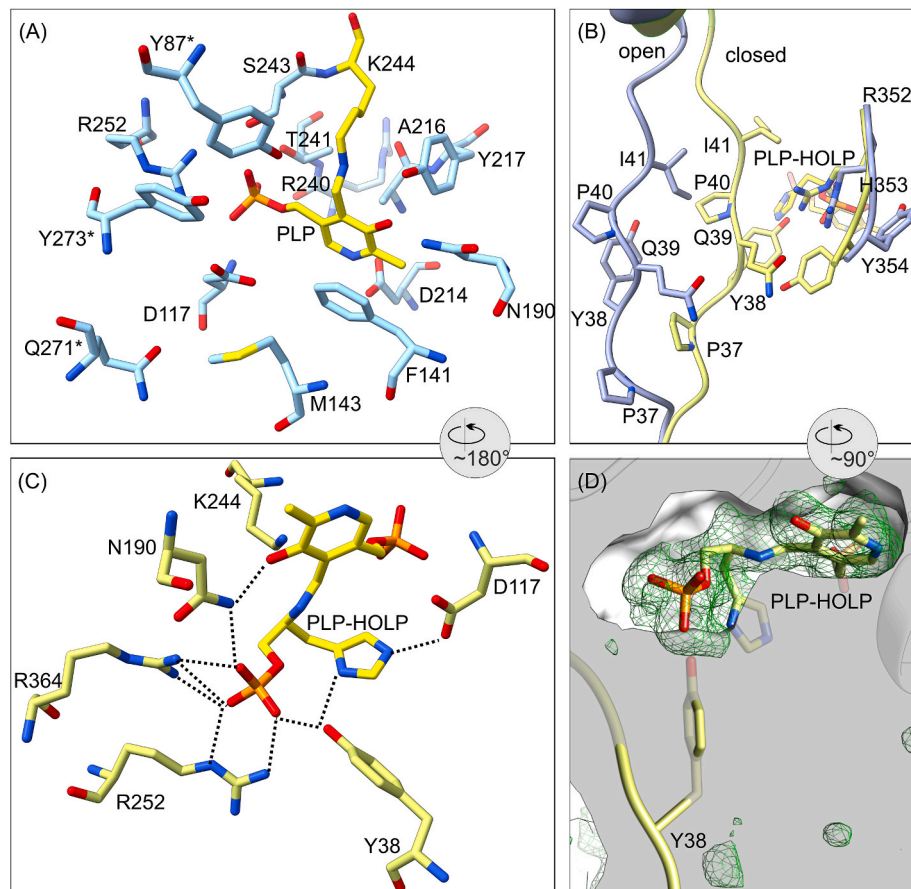 (A)
Y87*
S243
K244
R252
T241
A216
Y217
R240
Y273*
PLP
D117
D214
N190
Q271*
F141
M143
(B)
open
closed
R352
I41
I41
PLP-HOLP
P40
P40
H353
Q39
Q39
Y354
Y38
Y38
P37
P37
~180°
~90°
(C)
K244
N190
D117
PLP-HOLP
R364
R252
Y38
(D)
PLP-HOLP
Y38